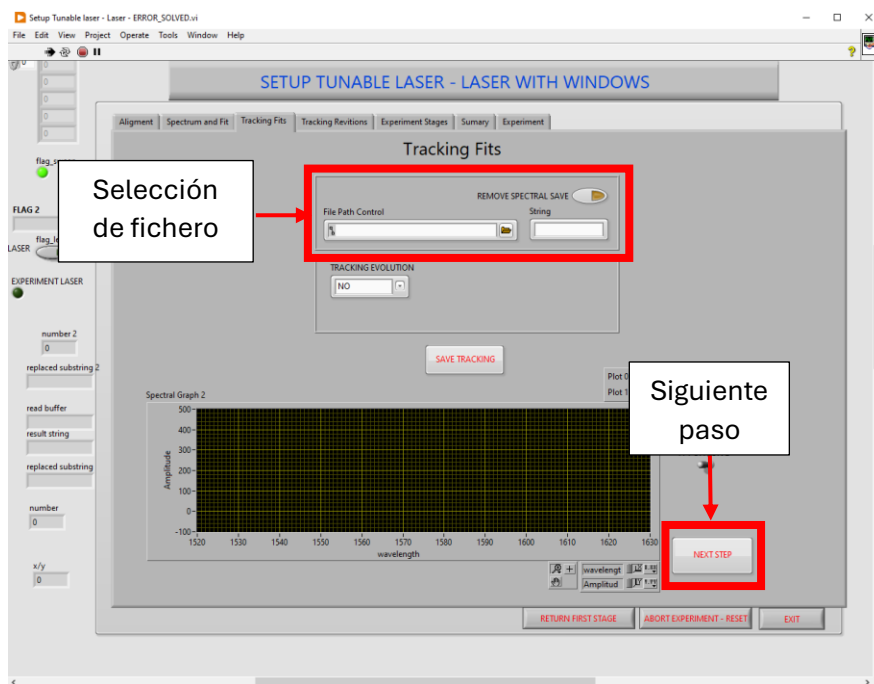 Setup Tunable laser - Laser - ERROR_SOLVED.vi
File Edit View Project Operate Tools Window Help
SETUP TUNABLE LASER - LASER WITH WINDOWS
Aligment Spectrum and Fit Tracking Fits Tracking Revitions Experiment Stages Sumary Experiment
Tracking Fits
Selección
de fichero
REMOVE SPECTRAL SAVE
File Path Control
String
TRACKING EVOLUTION
NO
SAVE TRACKING
0
0
0
0
0
FLAG 2
LASER
EXPERIMENT LASER
number 2
0
replaced substring 2
read buffer
result string
replaced substring
number
0
x/y
0
Spectral Graph 2
Plot 0
Plot 1
Siguiente
paso
500
400
300
200
100
0
-100
Amplitude
1520 1530 1540 1550 1560 1570 1580 1590 1600 1610 1620 1630
wavelength
wavelengt
Amplitud
NEXT STEP
RETURN FIRST STAGE ABORT EXPERIMENT - RESET EXIT